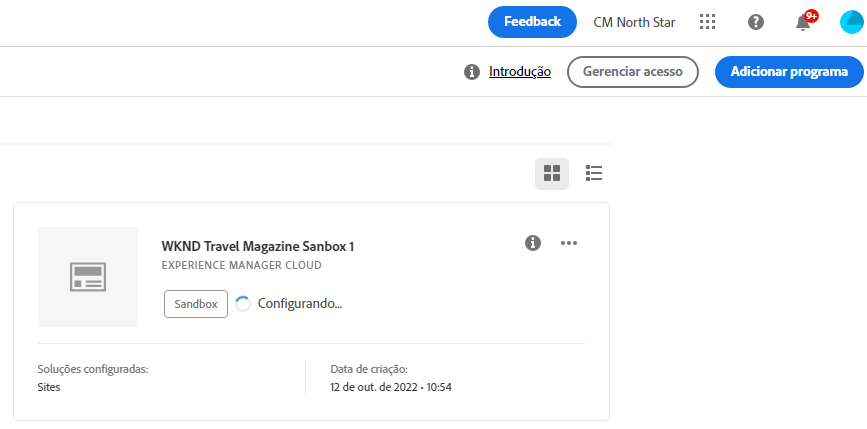 Feedback
CM North Star
9+
Introdução
Gerenciar acesso
Adicionar programa
WKND Travel Magazine Sanbox 1
EXPERIENCE MANAGER CLOUD
Sandbox
Configurando...
Soluções configuradas:
Sites
Data de criação:
12 de out. de 2022 • 10:54